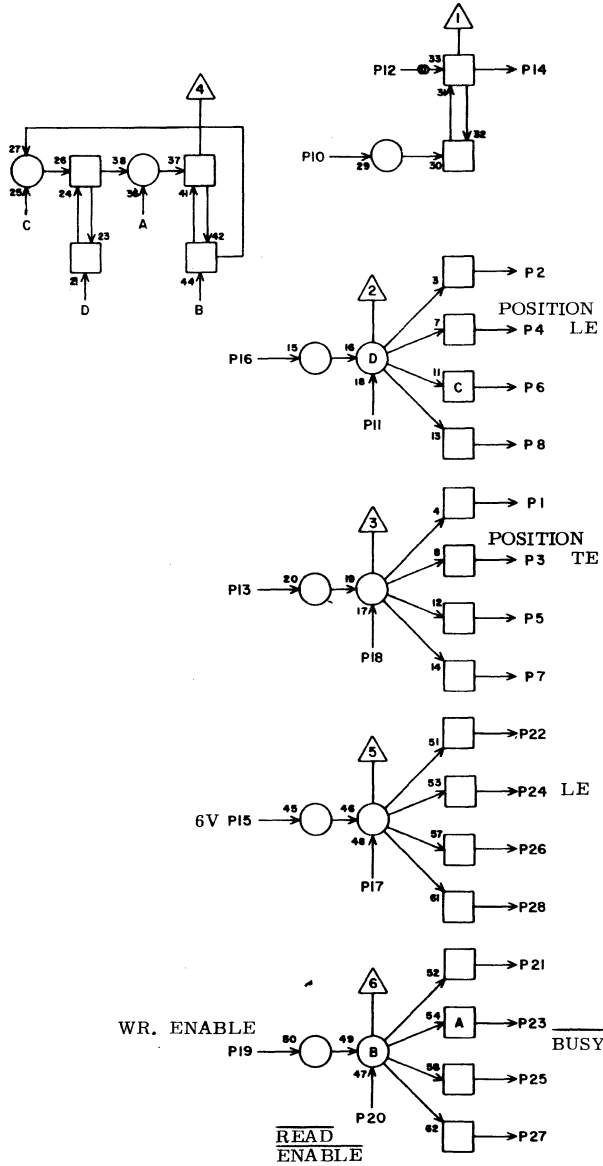 1
P12 33 P14
31 32
P10 29 30
4
27
26 38 37
25 24 36 41
C 23 A 42
21 44
D B
2
3 P2
POSITION
7 P4 LE
P16 15 16 D
18 11 C P6
P11
13 P8
3
4 P1
POSITION
8 P3 TE
P13 20 19
17 12 P5
P18
14 P7
5
51 P22
53 P24 LE
6V P15 45 46
48 57 P26
P17
61 P28
6
52 P21
WR. ENABLE
54 A P23
BUSY
P19 50 49 B
47 58 P25
P20
62 P27
READ
ENABLE